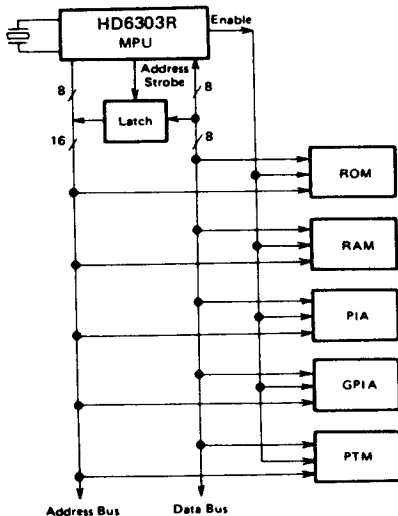 HD6303R
MPU
Enable
Address
Strobe
8
8
Latch
16
8
ROM
RAM
PIA
GPIA
PTM
Address Bus
Data Bus